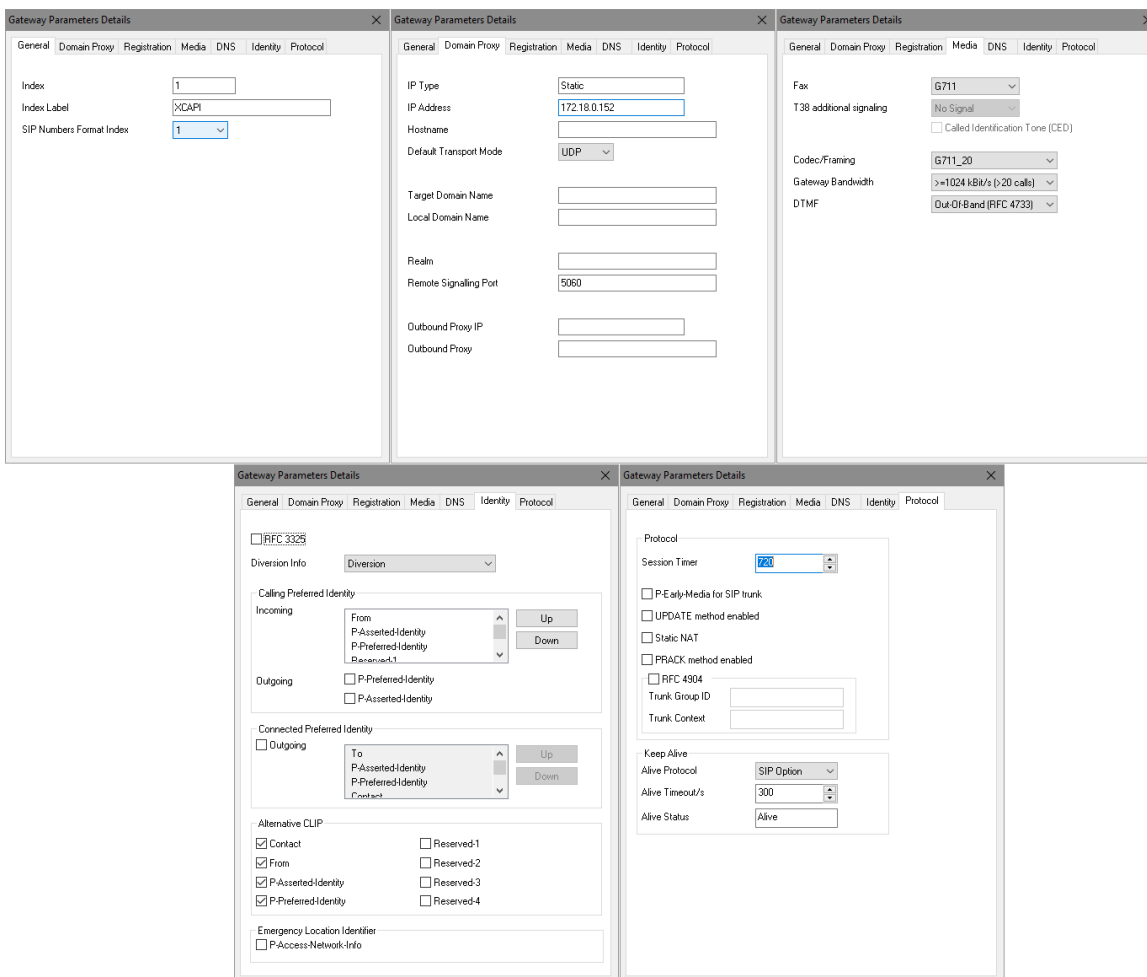 Gateway Parameters Details
General Domain Proxy Registration Media DNS Identity Protocol
Index 1
Index Label XCAPI
SIP Numbers Format Index 1
Gateway Parameters Details
General Domain Proxy Registration Media DNS Identity Protocol
IP Type Static
IP Address 172.18.0.152
Hostname
Default Transport Mode UDP
Target Domain Name
Local Domain Name
Realm
Remote Signalling Port 5060
Outbound Proxy IP
Outbound Proxy
Gateway Parameters Details
General Domain Proxy Registration Media DNS Identity Protocol
Fax G711
T38 additional signaling No Signal
Called Identification Tone (CED)
Codec/Framing G711_20
Gateway Bandwidth >=1024 kBit/s (>20 calls)
DTMF Out-Of-Band (RFC 4733)
Gateway Parameters Details
General Domain Proxy Registration Media DNS Identity Protocol
RFC 3325
Diversion Info Diversion
Calling Preferred Identity
Incoming
From
P-Asserted-Identity
P-Preferred-Identity
Reserved-1
Up
Down
Outgoing
P-Preferred-Identity
P-Asserted-Identity
Connected Preferred Identity
Outgoing
To
P-Asserted-Identity
P-Preferred-Identity
Contact
Up
Down
Alternative CLIP
Contact Reserved-1
From Reserved-2
P-Asserted-Identity Reserved-3
P-Preferred-Identity Reserved-4
Emergency Location Identifier
P-Access-Network-Info
Gateway Parameters Details
General Domain Proxy Registration Media DNS Identity Protocol
Protocol
Session Timer 720
P-Early-Media for SIP trunk
UPDATE method enabled
Static NAT
PRACK method enabled
RFC 4904
Trunk Group ID
Trunk Context
Keep Alive
Alive Protocol SIP Option
Alive Timeout/s 300
Alive Status Alive